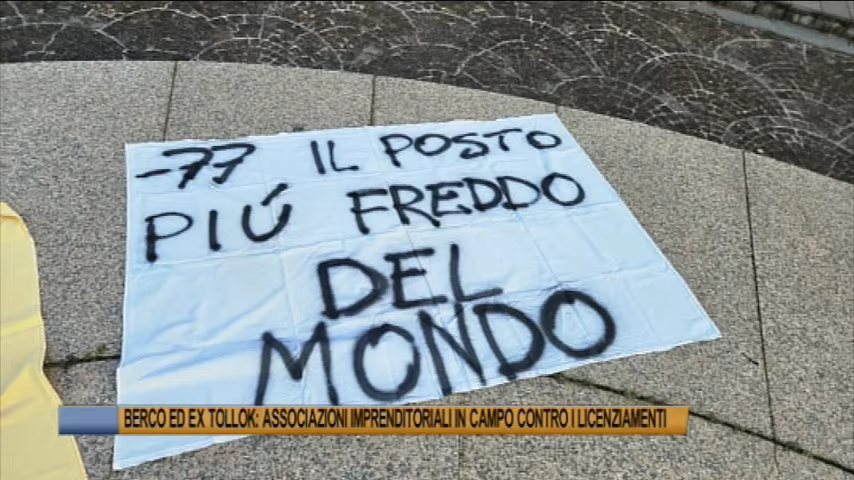 -77 IL POSTO
PIÚ FREDDO
DEL
MONDO
BERCO ED EX TOLLOK: ASSOCIAZIONI IMPRENDITORIALI IN CAMPO CONTRO I LICENZIAMENTI